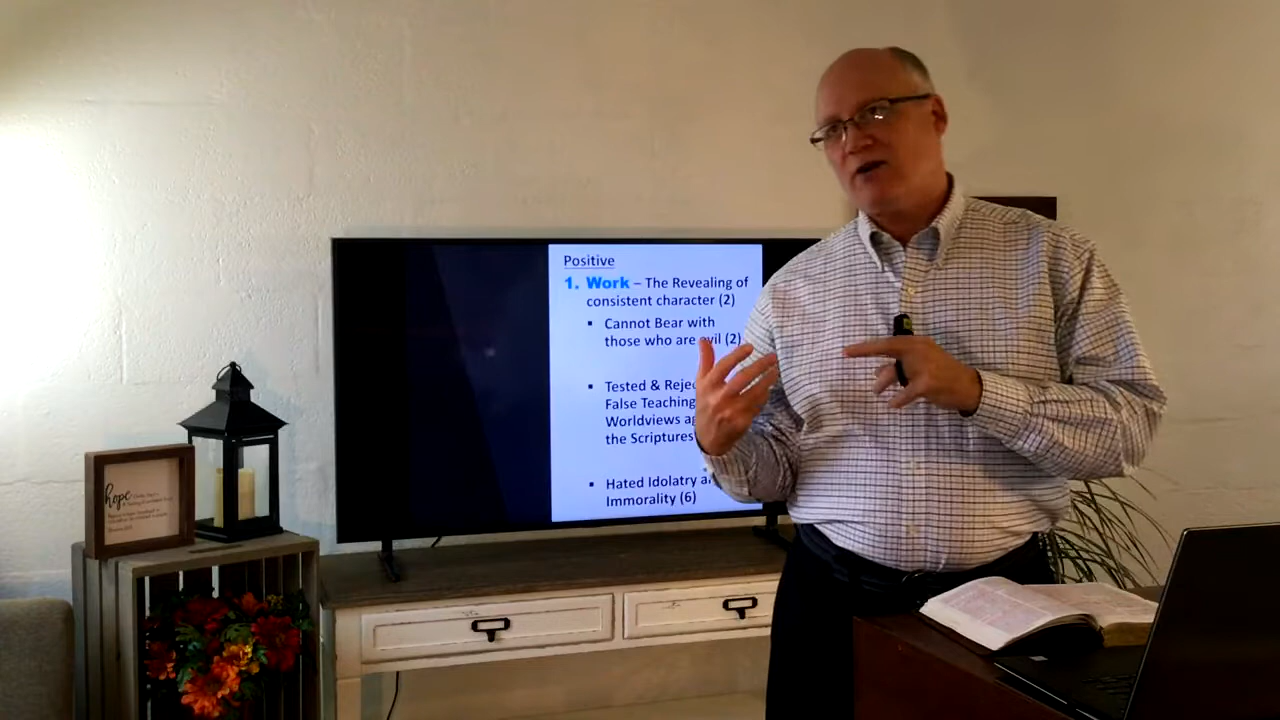 Positive
1. Work – The Revealing of
consistent character (2)
▪ Cannot Bear with
those who are evil (2)
▪ Tested & Rejec
False Teaching
Worldviews ag
the Scriptures
▪ Hated Idolatry a
Immorality (6)
hope